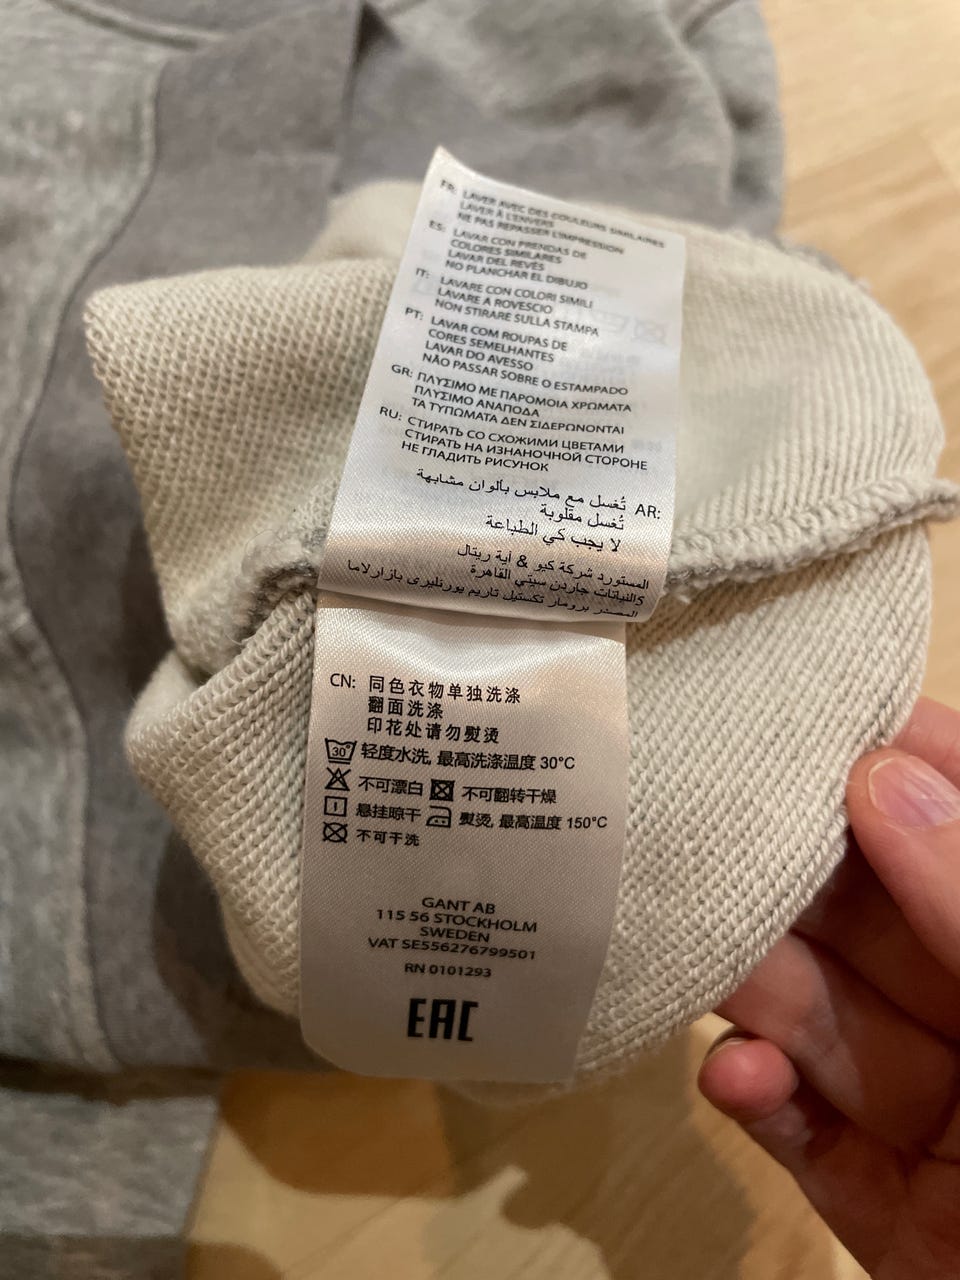 FR: LAVER AVEC DES COULEURS SIMILAIRES
LAVER À L'ENVERS
NE PAS REPASSER L'IMPRESSION
ES: LAVAR CON PRENDAS DE
COLORES SIMILARES
LAVAR DEL REVÉS
NO PLANCHAR EL DIBUJO
IT: LAVARE CON COLORI SIMILI
LAVARE A ROVESCIO
NON STIRARE SULLA STAMPA
PT: LAVAR COM ROUPAS DE
CORES SEMELHANTES
LAVAR DO AVESSO
NÃO PASSAR SOBRE O ESTAMPADO
GR: ΠΛΥΣΙΜΟ ΜΕ ΠΑΡΟΜΟΙΑ ΧΡΩΜΑΤΑ
ΠΛΥΣΙΜΟ ΑΝΑΠΟΔΑ
ΤΑ ΤΥΠΩΜΑΤΑ ΔΕΝ ΣΙΔΕΡΩΝΟΝΤΑΙ
RU: СТИРАТЬ СО СХОЖИМИ ЦВЕТАМИ
СТИРАТЬ НА ИЗНАНОЧНОЙ СТОРОНЕ
НЕ ГЛАДИТЬ РИСУНОК
AR: تُغسل مع ملابس بألوان مشابهة
تُغسل مقلوبة
لا يجب كي الطباعة
المستورد شركة كيو & أية ريتال
جاردن سيتي القاهرة
المصدر برومار تكستيل تاريم يورنليرى بازارلاما
CN: 同色衣物单独洗涤
翻面洗涤
印花处请勿熨烫
30° 轻度水洗, 最高洗涤温度 30°C
不可漂白 不可翻转干燥
悬挂晾干 熨烫, 最高温度 150°C
不可干洗
GANT AB
115 56 STOCKHOLM
SWEDEN
VAT SE556276799501
RN 0101293
EAC